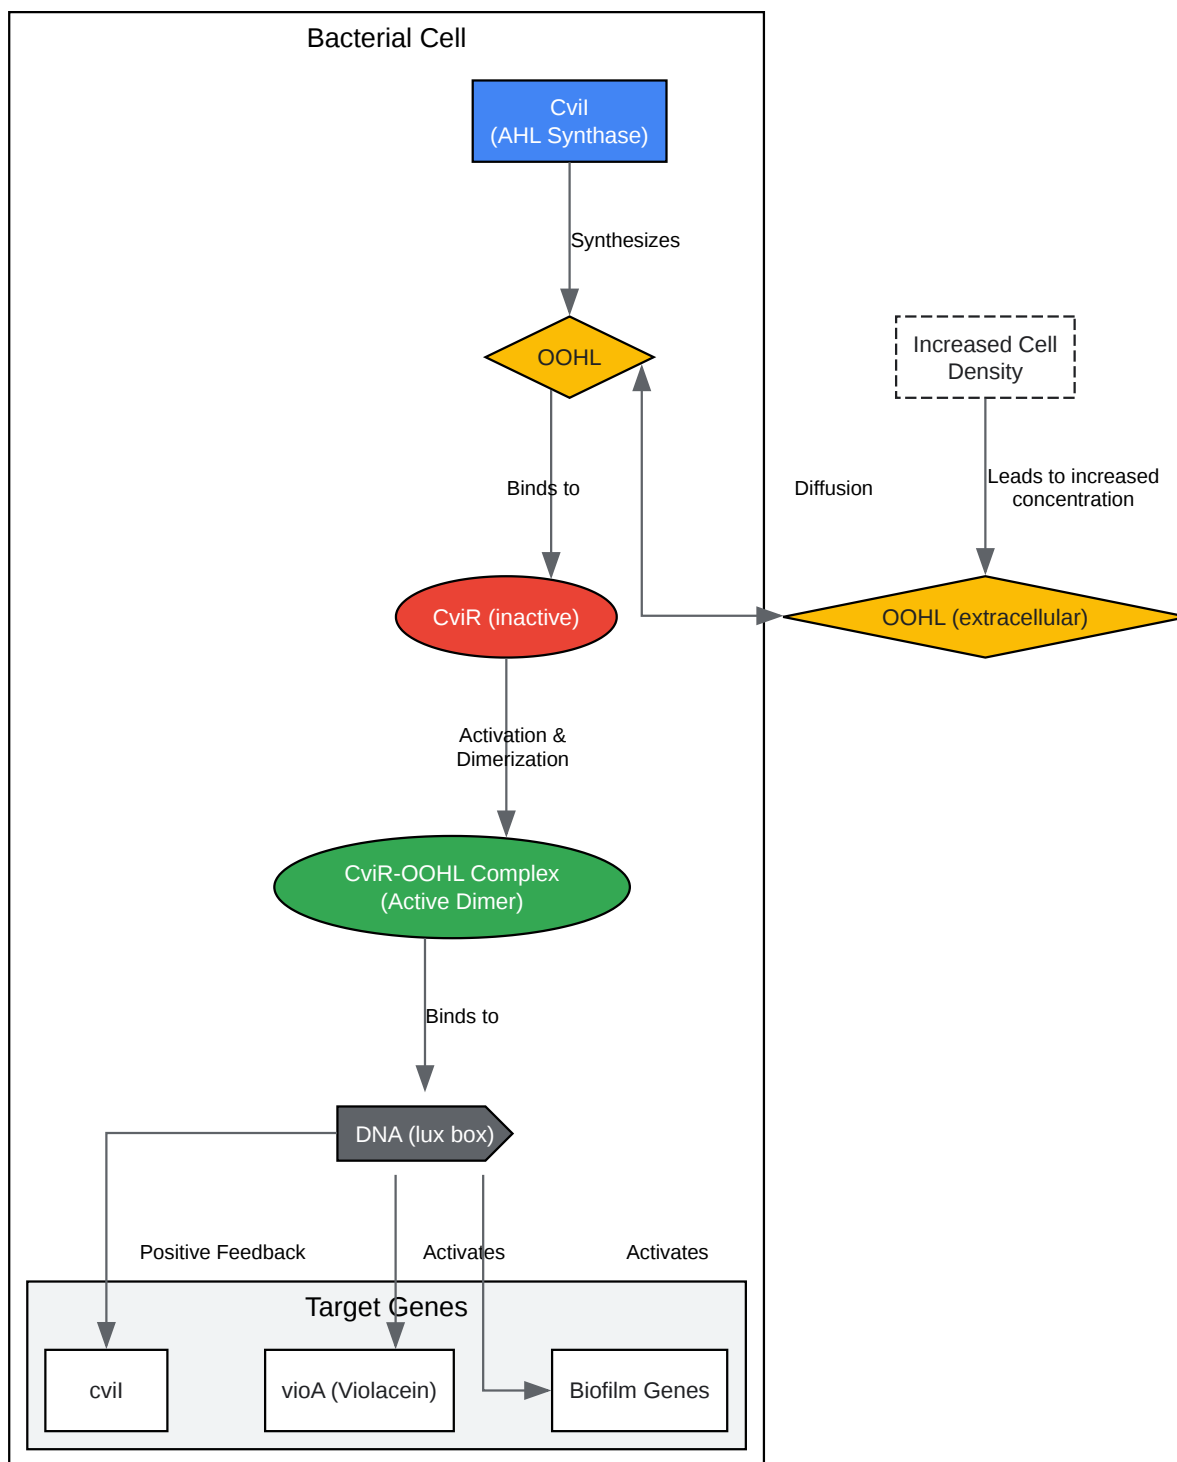 Bacterial Cell
CviI
(AHL Synthase)
Synthesizes
OOHL
Increased Cell
Density
Binds to
Diffusion
Leads to increased
concentration
CviR (inactive)
OOHL (extracellular)
Activation &
Dimerization
CviR-OOHL Complex
(Active Dimer)
Binds to
DNA (lux box)
Positive Feedback
Activates
Activates
Target Genes
cviI
vioA (Violacein)
Biofilm Genes